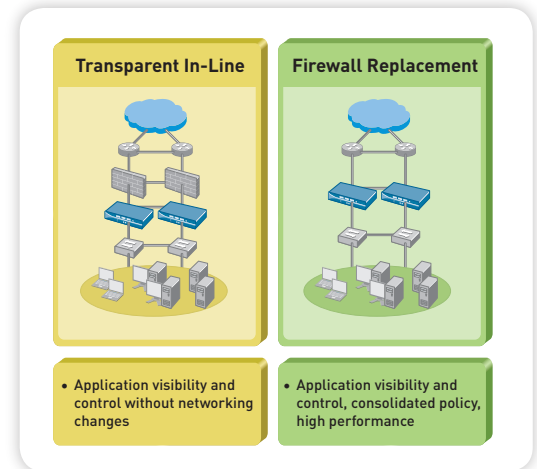 Transparent In-Line
Firewall Replacement
• Application visibility and
control without networking
changes
• Application visibility and
control, consolidated policy,
high performance